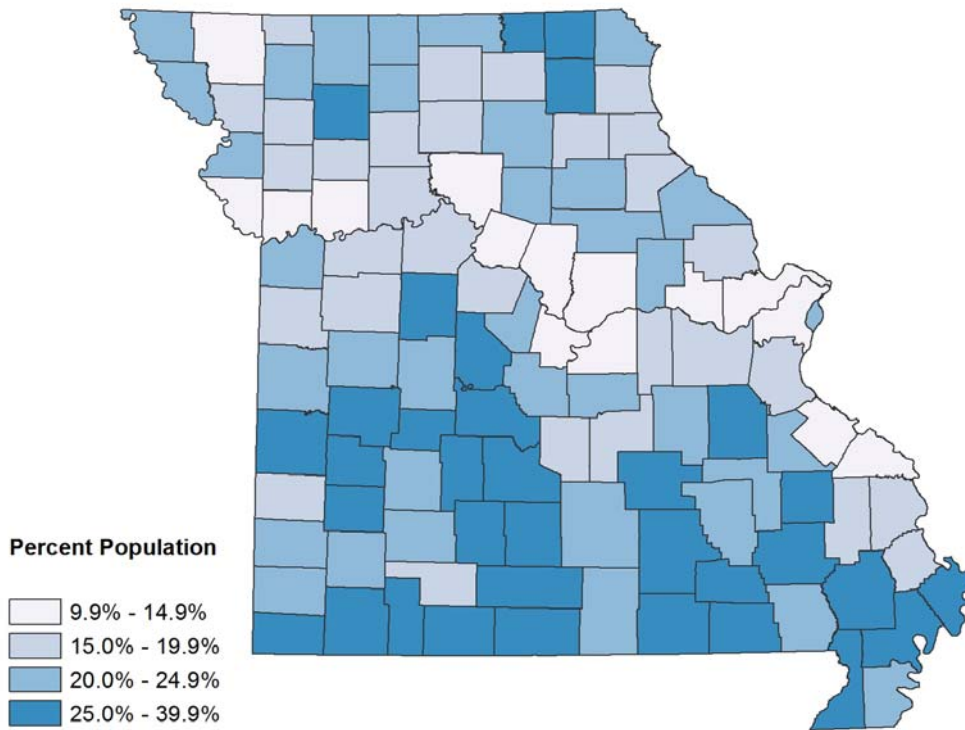 Percent Population
9.9% - 14.9%
15.0% - 19.9%
20.0% - 24.9%
25.0% - 39.9%